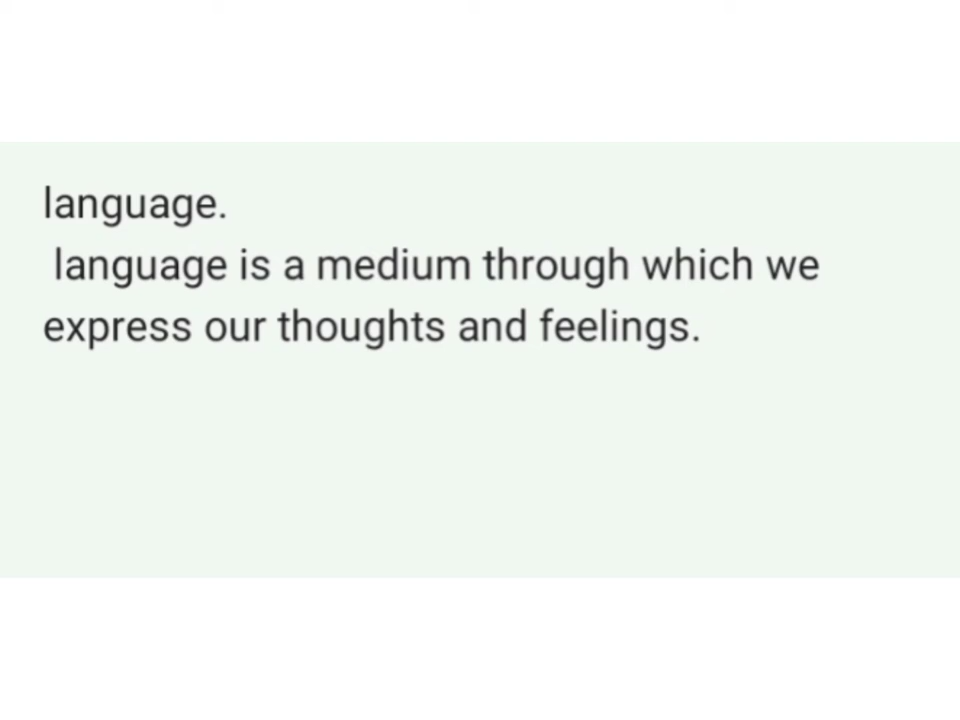 language.
language is a medium through which we
express our thoughts and feelings.